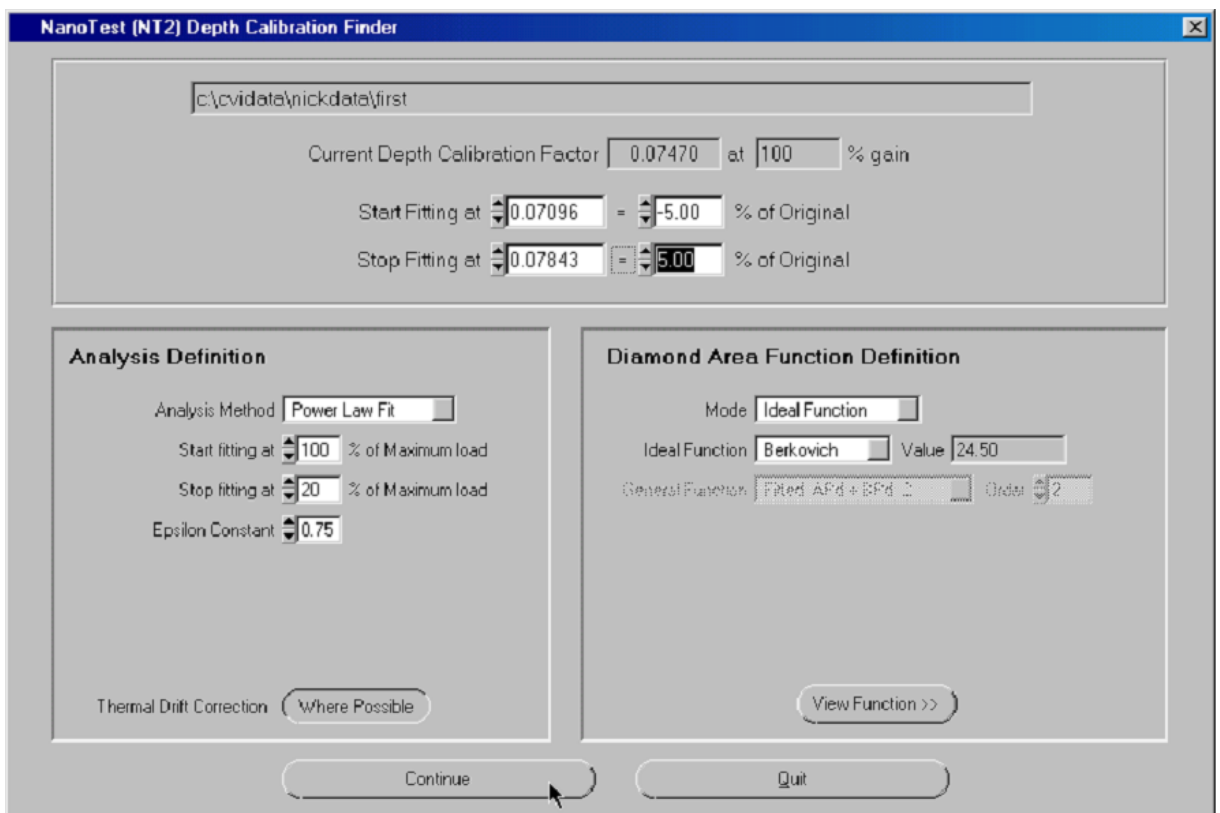 NanoTest (NT2) Depth Calibration Finder
c:\cvidata\nickdata\first
Current Depth Calibration Factor 0.07470 at 100 % gain
Start Fitting at 0.07096 = -5.00 % of Original
Stop Fitting at 0.07843 = 5.00 % of Original
Analysis Definition
Analysis Method Power Law Fit
Start fitting at 100 % of Maximum load
Stop fitting at 20 % of Maximum load
Epsilon Constant 0.75
Thermal Drift Correction Where Possible
Diamond Area Function Definition
Mode Ideal Function
Ideal Function Berkovich Value 24.50
General Function Fitted Order 2
View Function >>
Continue
Quit